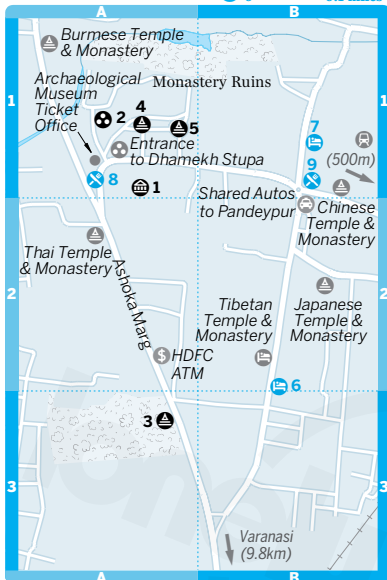 A
B
Burmese Temple
& Monastery
Archaeological
Museum
Ticket
Office
Monastery Ruins
1
1
2
4
5
7
Entrance
to Dhamekh Stupa
(500m)
8
1
9
Shared Autos
to Pandeypur
Chinese
Temple &
Monastery
Thai Temple
& Monastery
Ashoka Marg
2
2
Tibetan
Temple &
Monastery
Japanese
Temple &
Monastery
$
HDFC
ATM
6
3
3
3
Varanasi
(9.8km)
A
B